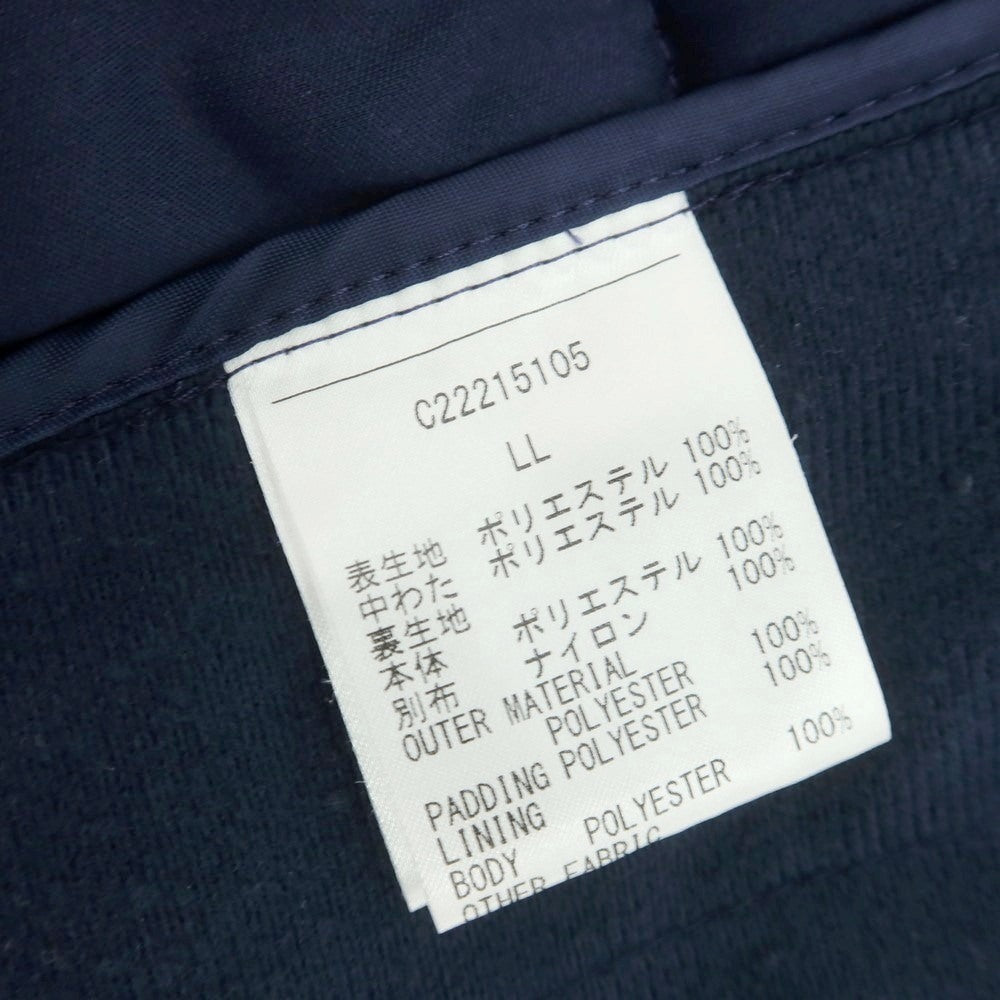 C22215105
LL
表生地 ポリエステル 100%
中わた ポリエステル 100%
裏生地
本体 ポリエステル 100%
別布 ナイロン 100%
OUTER MATERIAL
POLYESTER 100%
PADDING POLYESTER 100%
LINING
BODY POLYESTER 100%
OTHER FABRIC